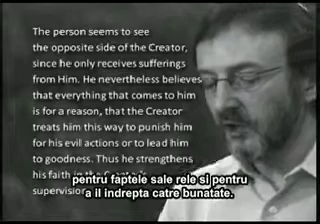 The person seems to see
the opposite side of the Creator,
since he only receives sufferings
from Him. He nevertheless believes
that everything that comes to him
is for a reason, that the Creator
treats him this way to punish him
for his evil actions or to lead him
to goodness. Thus he strengthens
his faith in the
pentru faptele sale rele si pentru
a il indrepta catre bunatate.
supervision